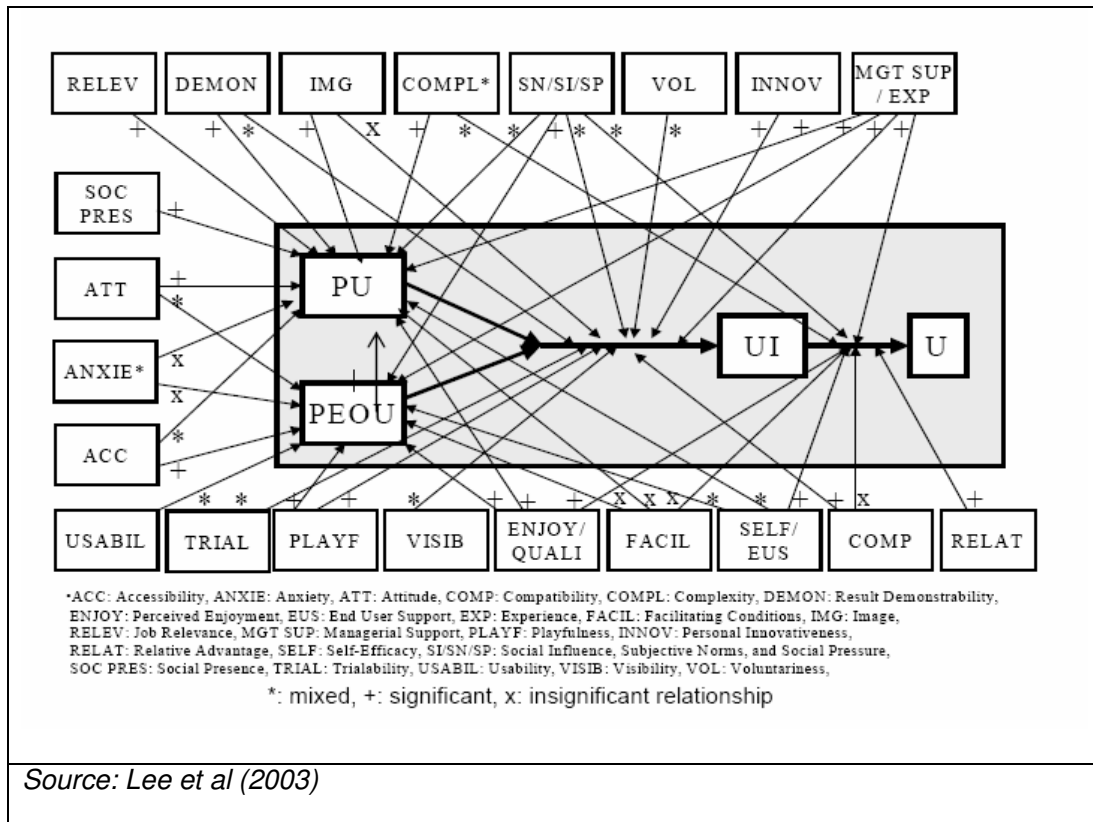 RELEV DEMON IMG COMPL* SN/SI/SP VOL INNOV MGT SUP
/ EXP
+ + * + x + * * + * * * + + + + +
SOC
PRES
+
ATT
+
*
PU
ANXIE*
x
x
UI
U
+
PEOU
ACC
*
+
* * + + * + + + x x x * * + + x +
USABIL TRIAL PLAYF VISIB ENJOY/
QUALI FACIL SELF/
EUS COMP RELAT
*ACC: Accessibility, ANXIE: Anxiety, ATT: Attitude, COMP: Compatibility, COMPL: Complexity, DEMON: Result Demonstrability,
ENJOY: Perceived Enjoyment, EUS: End User Support, EXP: Experience, FACIL: Facilitating Conditions, IMG: Image,
RELEV: Job Relevance, MGT SUP: Managerial Support, PLAYF: Playfulness, INNOV: Personal Innovativeness,
RELAT: Relative Advantage, SELF: Self-Efficacy, SI/SN/SP: Social Influence, Subjective Norms, and Social Pressure,
SOC PRES: Social Presence, TRIAL: Trialability, USABIL: Usability, VISIB: Visibility, VOL: Voluntariness,
*: mixed, +: significant, x: insignificant relationship
Source: Lee et al (2003)